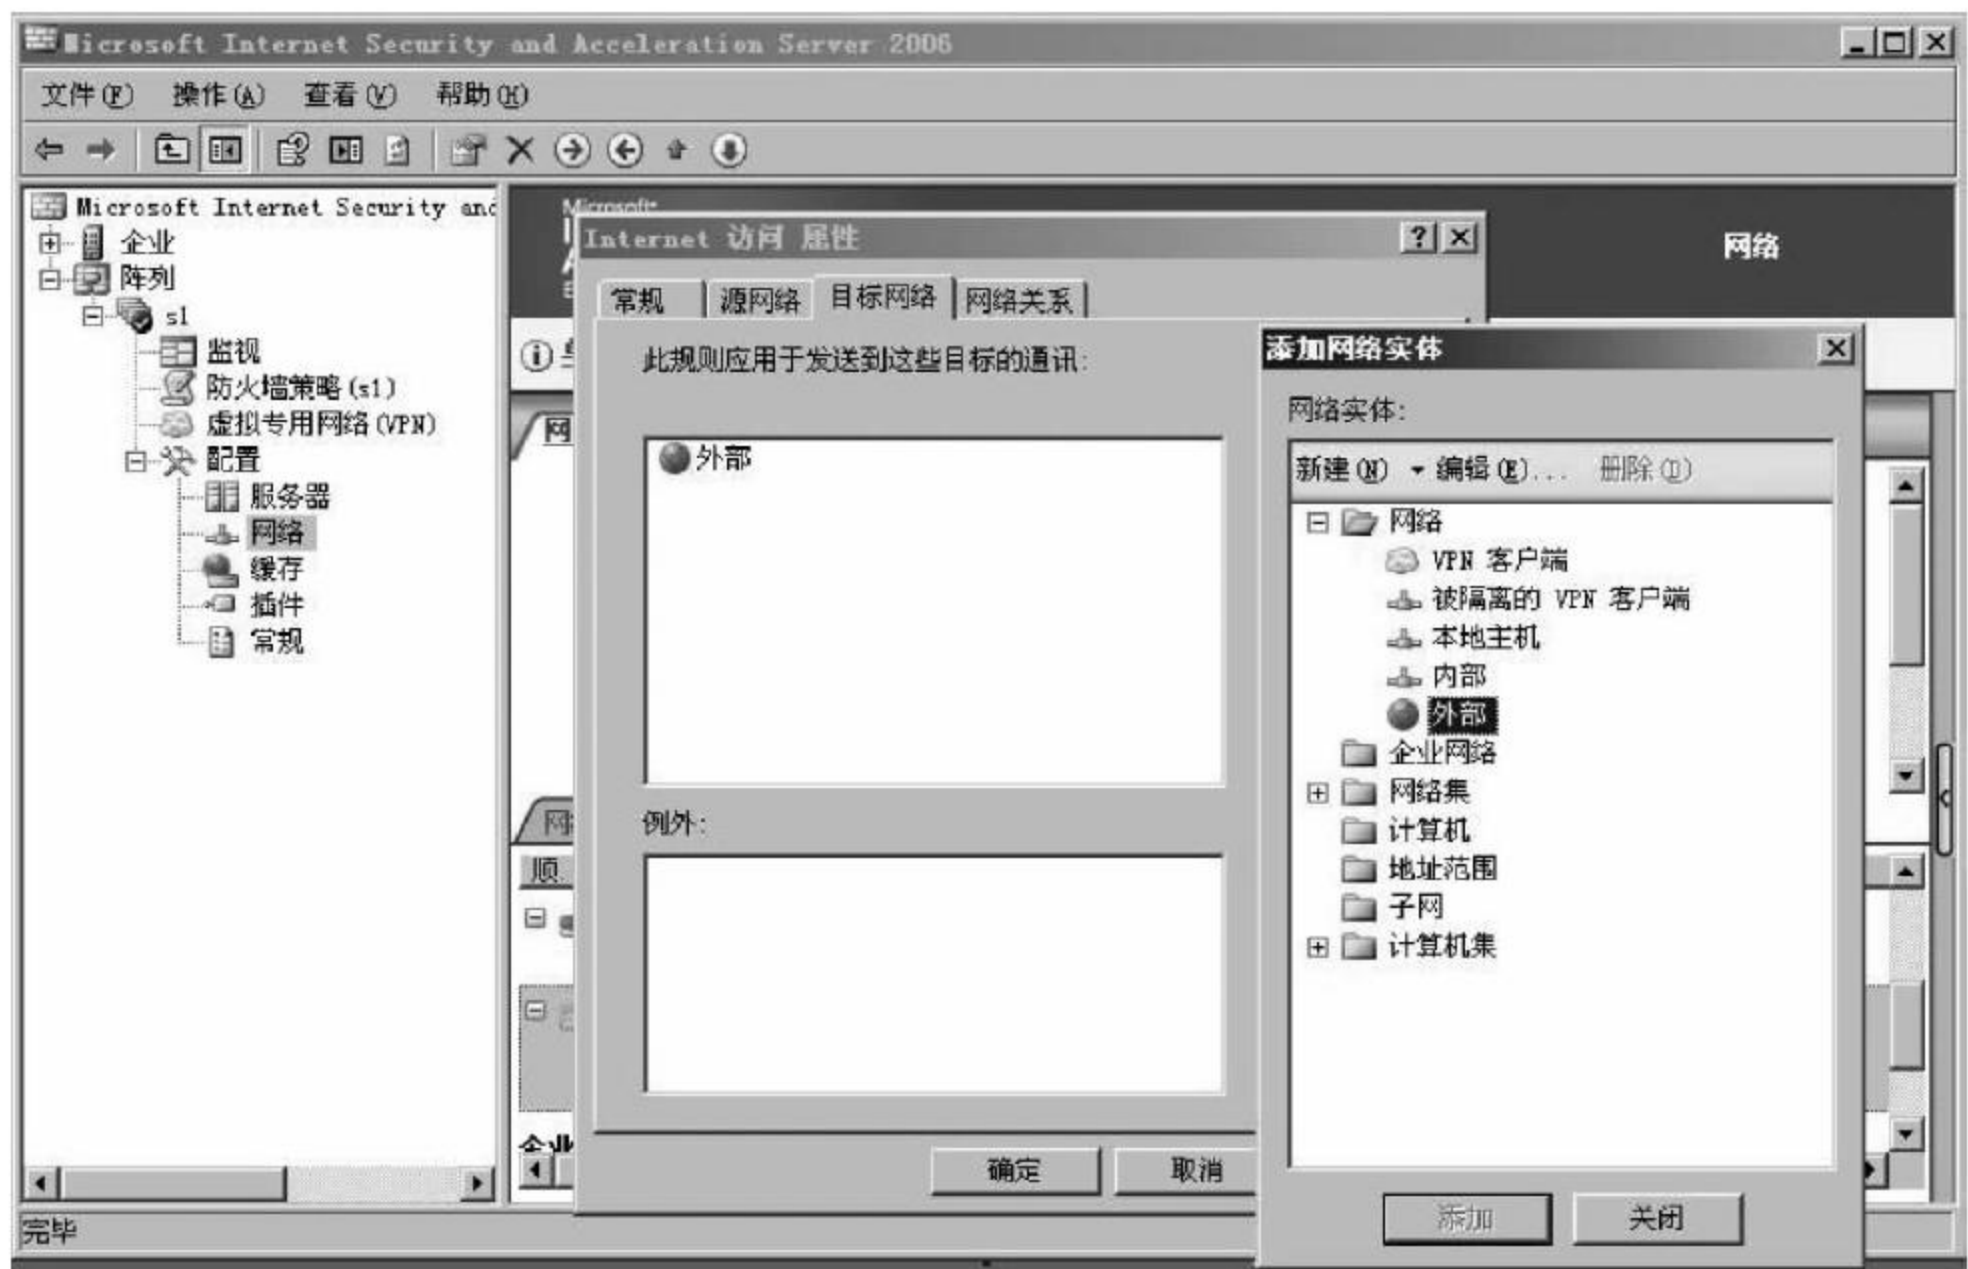 Microsoft Internet Security and Acceleration Server 2006
文件(F) 操作(A) 查看(V) 帮助(H)
Microsoft Internet Security and
企业
阵列
s1
监视
防火墙策略(s1)
虚拟专用网络(VPN)
配置
服务器
网络
缓存
插件
常规
Microsoft
网络
网
网
顺
企业
Internet 访问 属性
常规 源网络 目标网络 网络关系
此规则应用于发送到这些目标的通讯:
外部
例外:
确定 取消
添加网络实体
网络实体:
新建(N) 编辑(E)... 删除(D)
网络
VPN 客户端
被隔离的 VPN 客户端
本地主机
内部
外部
企业网络
网络集
计算机
地址范围
子网
计算机集
添加 关闭
完毕